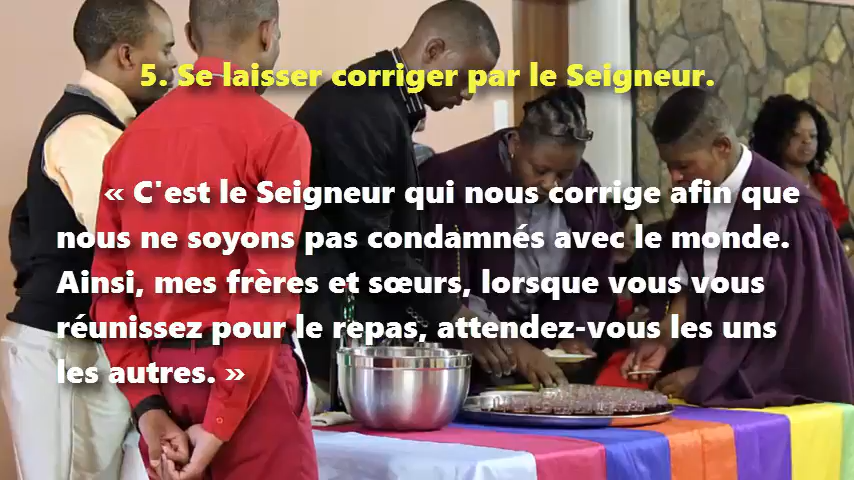 5. Se laisser corriger par le Seigneur.
« C'est le Seigneur qui nous corrige afin que
nous ne soyons pas condamnés avec le monde.
Ainsi, mes frères et sœurs, lorsque vous vous
réunissez pour le repas, attendez-vous les uns
les autres. »